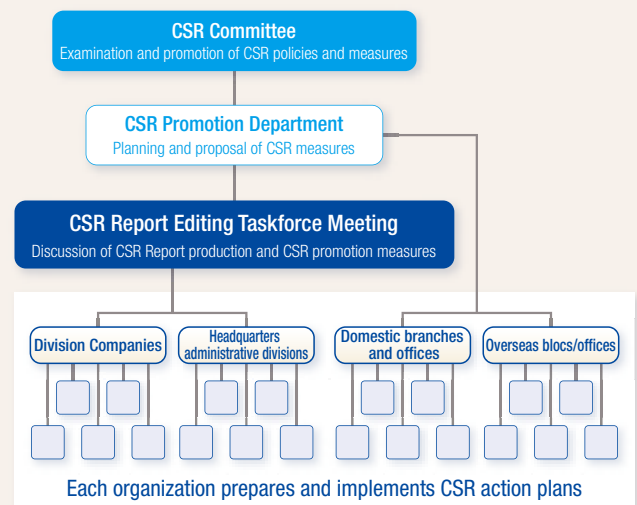 CSR Committee
Examination and promotion of CSR policies and measures
CSR Promotion Department
Planning and proposal of CSR measures
CSR Report Editing Taskforce Meeting
Discussion of CSR Report production and CSR promotion measures
Division Companies
Headquarters
administrative divisions
Domestic branches
and offices
Overseas blocs/offices
Each organization prepares and implements CSR action plans